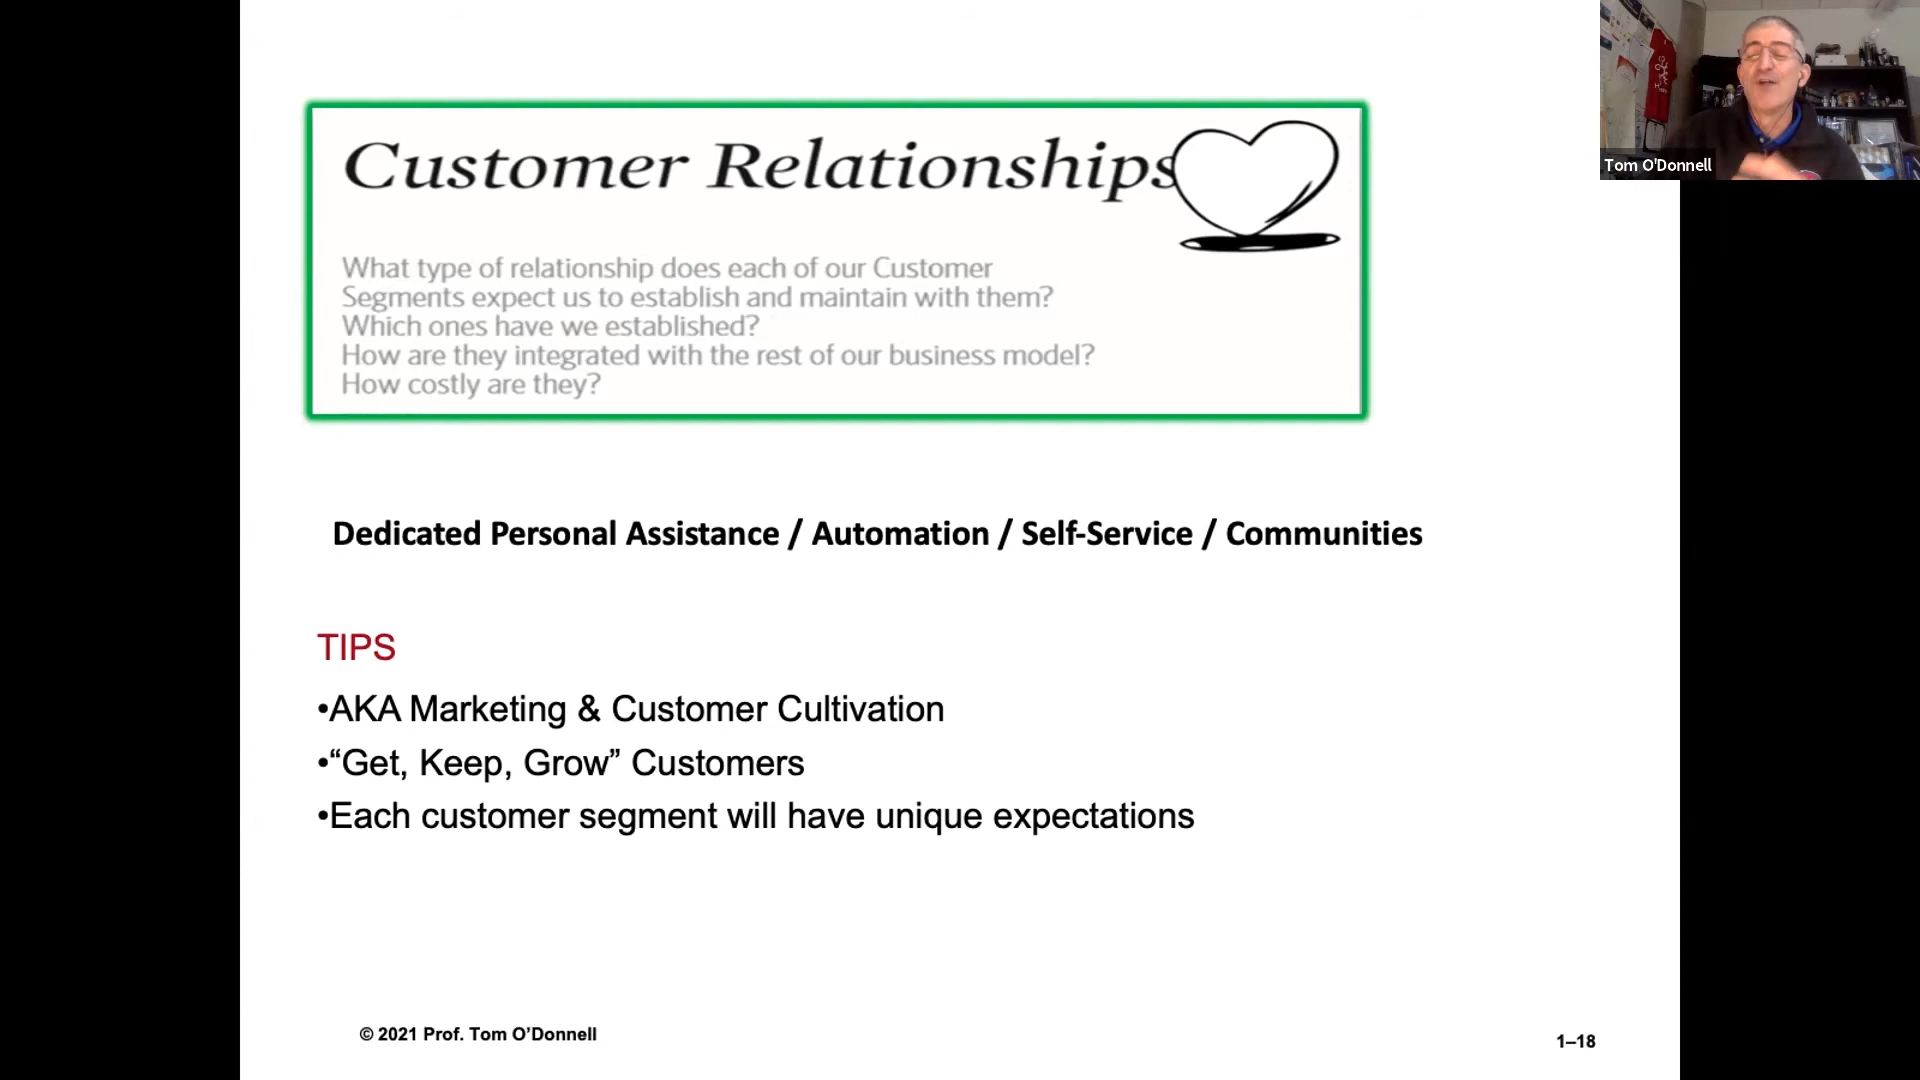 Customer Relationships
What type of relationship does each of our Customer
Segments expect us to establish and maintain with them?
Which ones have we established?
How are they integrated with the rest of our business model?
How costly are they?
Dedicated Personal Assistance / Automation / Self-Service / Communities
TIPS
•AKA Marketing & Customer Cultivation
•“Get, Keep, Grow” Customers
•Each customer segment will have unique expectations
© 2021 Prof. Tom O’Donnell
1–18
Tom O'Donnell